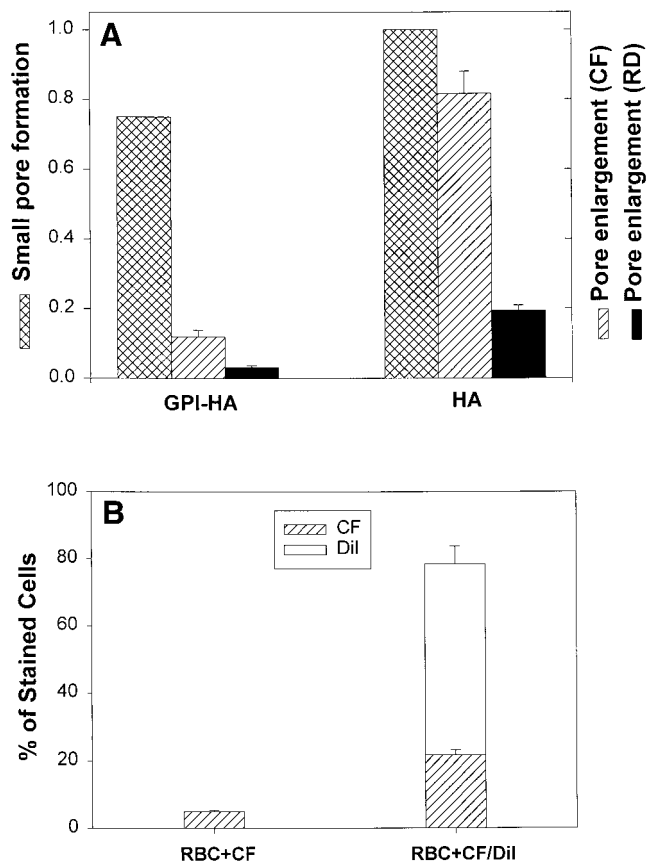 A
Small pore formation
1.0
0.8
0.6
0.4
0.2
0.0
GPI-HA
HA
Pore enlargement (CF)
Pore enlargement (RD)
B
% of Stained Cells
100
80
60
40
20
0
CF
DiI
RBC+CF
RBC+CF/DiI